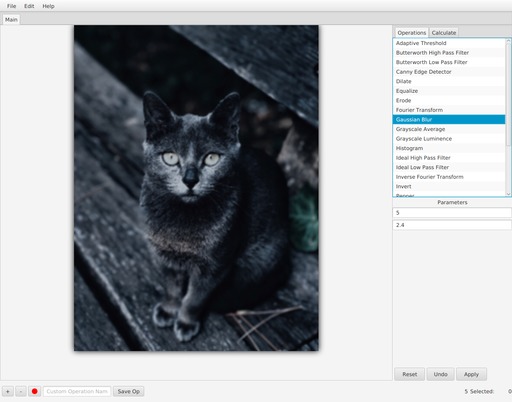 File Edit Help
Main
Operations Calculate
Adaptive Threshold
Butterworth High Pass Filter
Butterworth Low Pass Filter
Canny Edge Detector
Dilate
Equalize
Erode
Fourier Transform
Gaussian Blur
Grayscale Average
Grayscale Luminence
Histogram
Ideal High Pass Filter
Ideal Low Pass Filter
Inverse Fourier Transform
Invert
Parameters
5
2.4
Reset Undo Apply
+ - Custom Operation Nam Save Op 5 Selected: 0